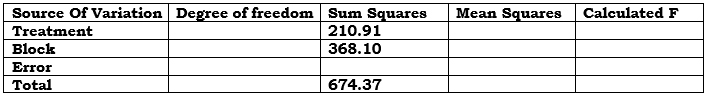 Source Of Variation Degree of freedom Sum Squares Mean Squares Calculated F
Treatment 210.91
Block 368.10
Error
Total 674.37